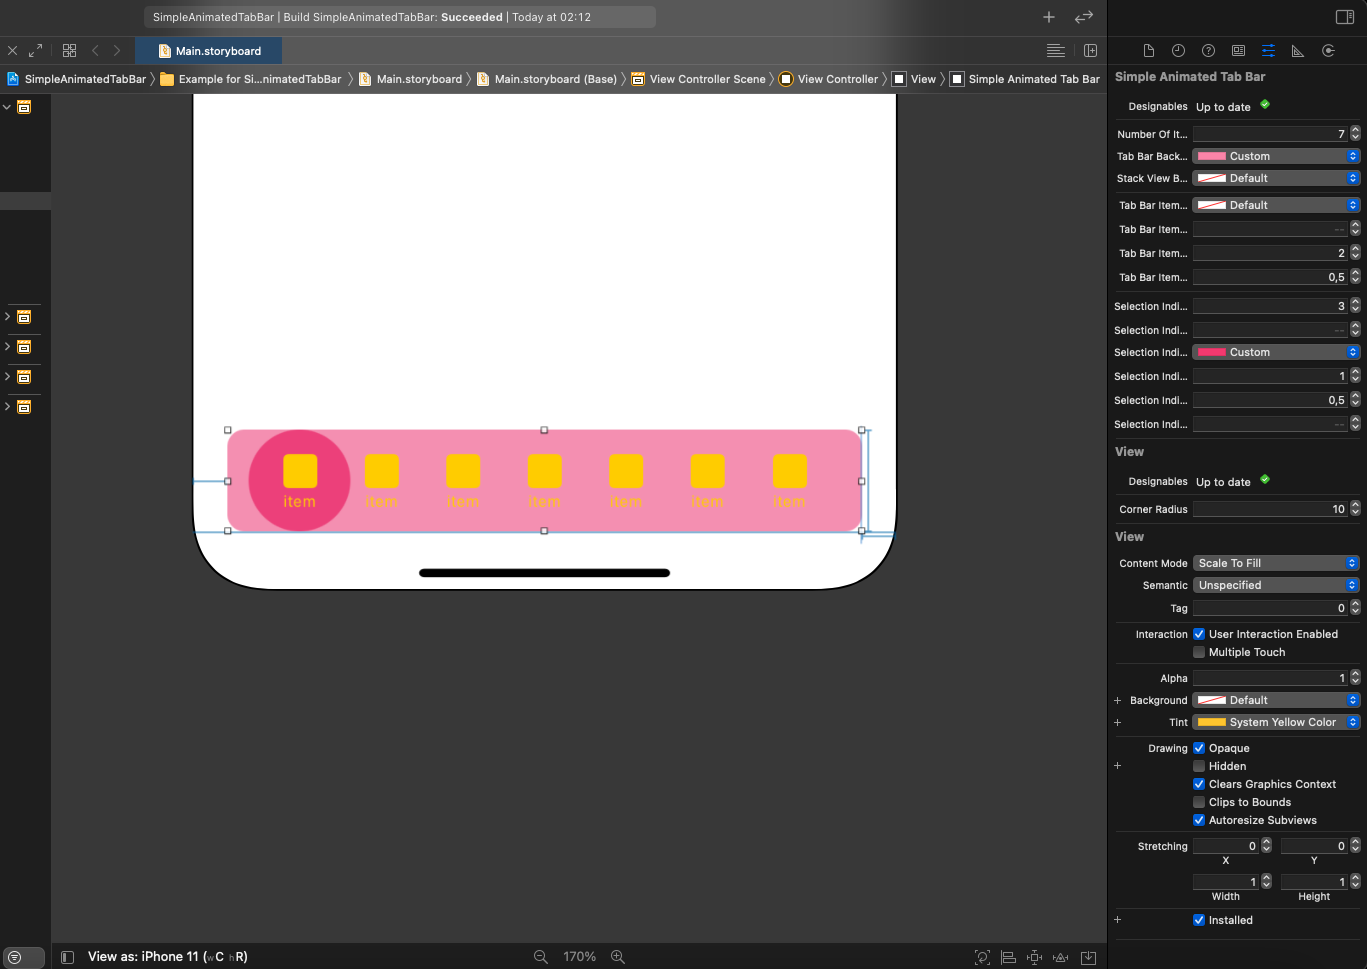 SimpleAnimatedTabBar | Build SimpleAnimatedTabBar: Succeeded | Today at 02:12
Main.storyboard
SimpleAnimatedTabBar
Example for Si...nimatedTabBar
Main.storyboard
Main.storyboard (Base)
View Controller Scene
View Controller
View
Simple Animated Tab Bar
item
item
item
item
item
item
item
View as: iPhone 11 (wC hR)
170%
Simple Animated Tab Bar
Designables Up to date
Number Of It... 7
Tab Bar Back... Custom
Stack View B... Default
Tab Bar Item... Default
Tab Bar Item... --
Tab Bar Item... 2
Tab Bar Item... 0,5
Selection Indi... 3
Selection Indi... --
Selection Indi... Custom
Selection Indi... 1
Selection Indi... 0,5
Selection Indi... --
View
Designables Up to date
Corner Radius 10
View
Content Mode Scale To Fill
Semantic Unspecified
Tag 0
Interaction User Interaction Enabled
Multiple Touch
Alpha 1
+ Background Default
+ Tint System Yellow Color
Drawing Opaque
+ Hidden
Clears Graphics Context
Clips to Bounds
Autoresize Subviews
Stretching 0 0
X Y
1 1
Width Height
+ Installed